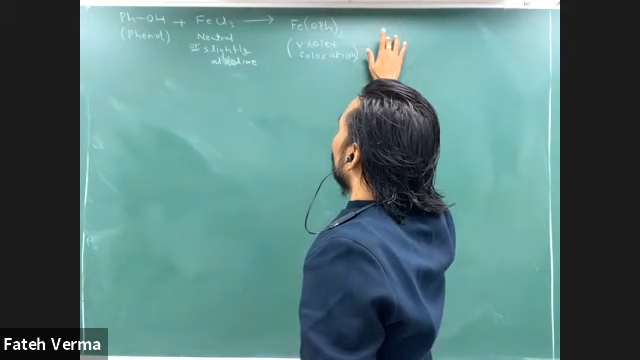 Ph-OH + FeCl3 → Fe(OPh)3
(Phenol) Neutral (violet
or slightly coloration)
alkaline
Fateh Verma